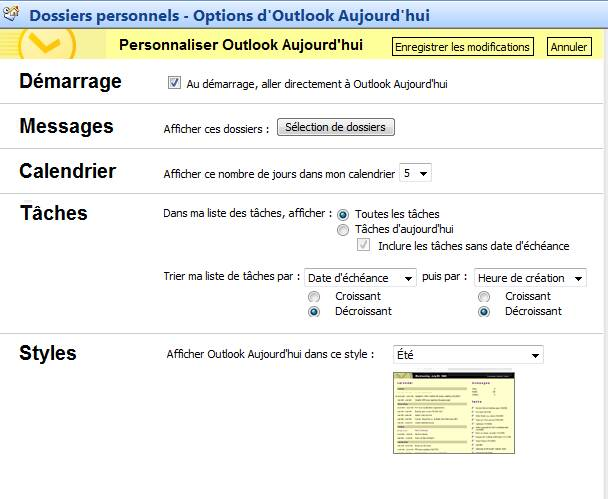 Dossiers personnels - Options d'Outlook Aujourd'hui
Personnaliser Outlook Aujourd'hui Enregistrer les modifications Annuler
Démarrage Au démarrage, aller directement à Outlook Aujourd'hui
Messages Afficher ces dossiers : Sélection de dossiers
Calendrier Afficher ce nombre de jours dans mon calendrier 5
Tâches Dans ma liste des tâches, afficher : Toutes les tâches
Tâches d'aujourd'hui
Inclure les tâches sans date d'échéance
Trier ma liste de tâches par : Date d'échéance puis par : Heure de création
Croissant Croissant
Décroissant Décroissant
Styles Afficher Outlook Aujourd'hui dans ce style : Été